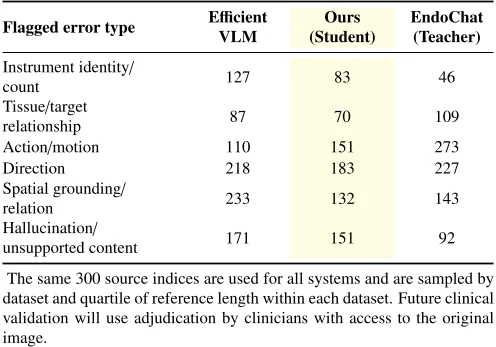 Flagged error type Efficient VLM Ours (Student) EndoChat (Teacher)
Instrument identity/ count 127 83 46
Tissue/target relationship 87 70 109
Action/motion 110 151 273
Direction 218 183 227
Spatial grounding/ relation 233 132 143
Hallucination/ unsupported content 171 151 92
The same 300 source indices are used for all systems and are sampled by
dataset and quartile of reference length within each dataset. Future clinical
validation will use adjudication by clinicians with access to the original
image.